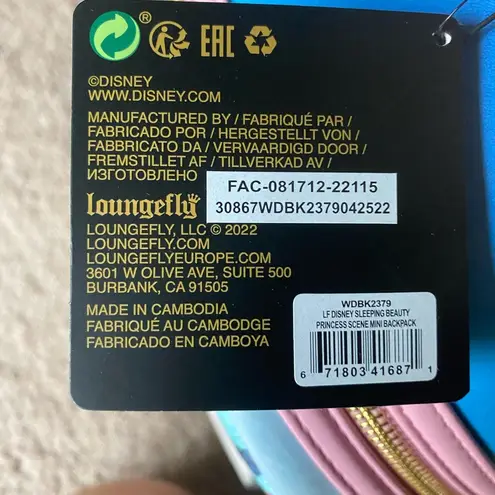 EAC
©DISNEY
WWW.DISNEY.COM
MANUFACTURED BY / FABRIQUÉ PAR /
FABRICADO POR / HERGESTELLT VON /
FABBRICATO DA / VERVAARDIGD DOOR /
FREMSTILLET AF / TILLVERKAD AV /
ИЗГОТОВЛЕНО
FAC-081712-22115
30867WDBK2379042522
loungefly
LOUNGEFLY, LLC © 2022
LOUNGEFLY.COM
LOUNGEFLYEUROPE.COM
3601 W OLIVE AVE, SUITE 500
BURBANK, CA 91505
MADE IN CAMBODIA
FABRIQUÉ AU CAMBODGE
FABRICADO EN CAMBOYA
WDBK2379
LF DISNEY SLEEPING BEAUTY
PRINCESS SCENE MINI BACKPACK
6 71803 41687 1